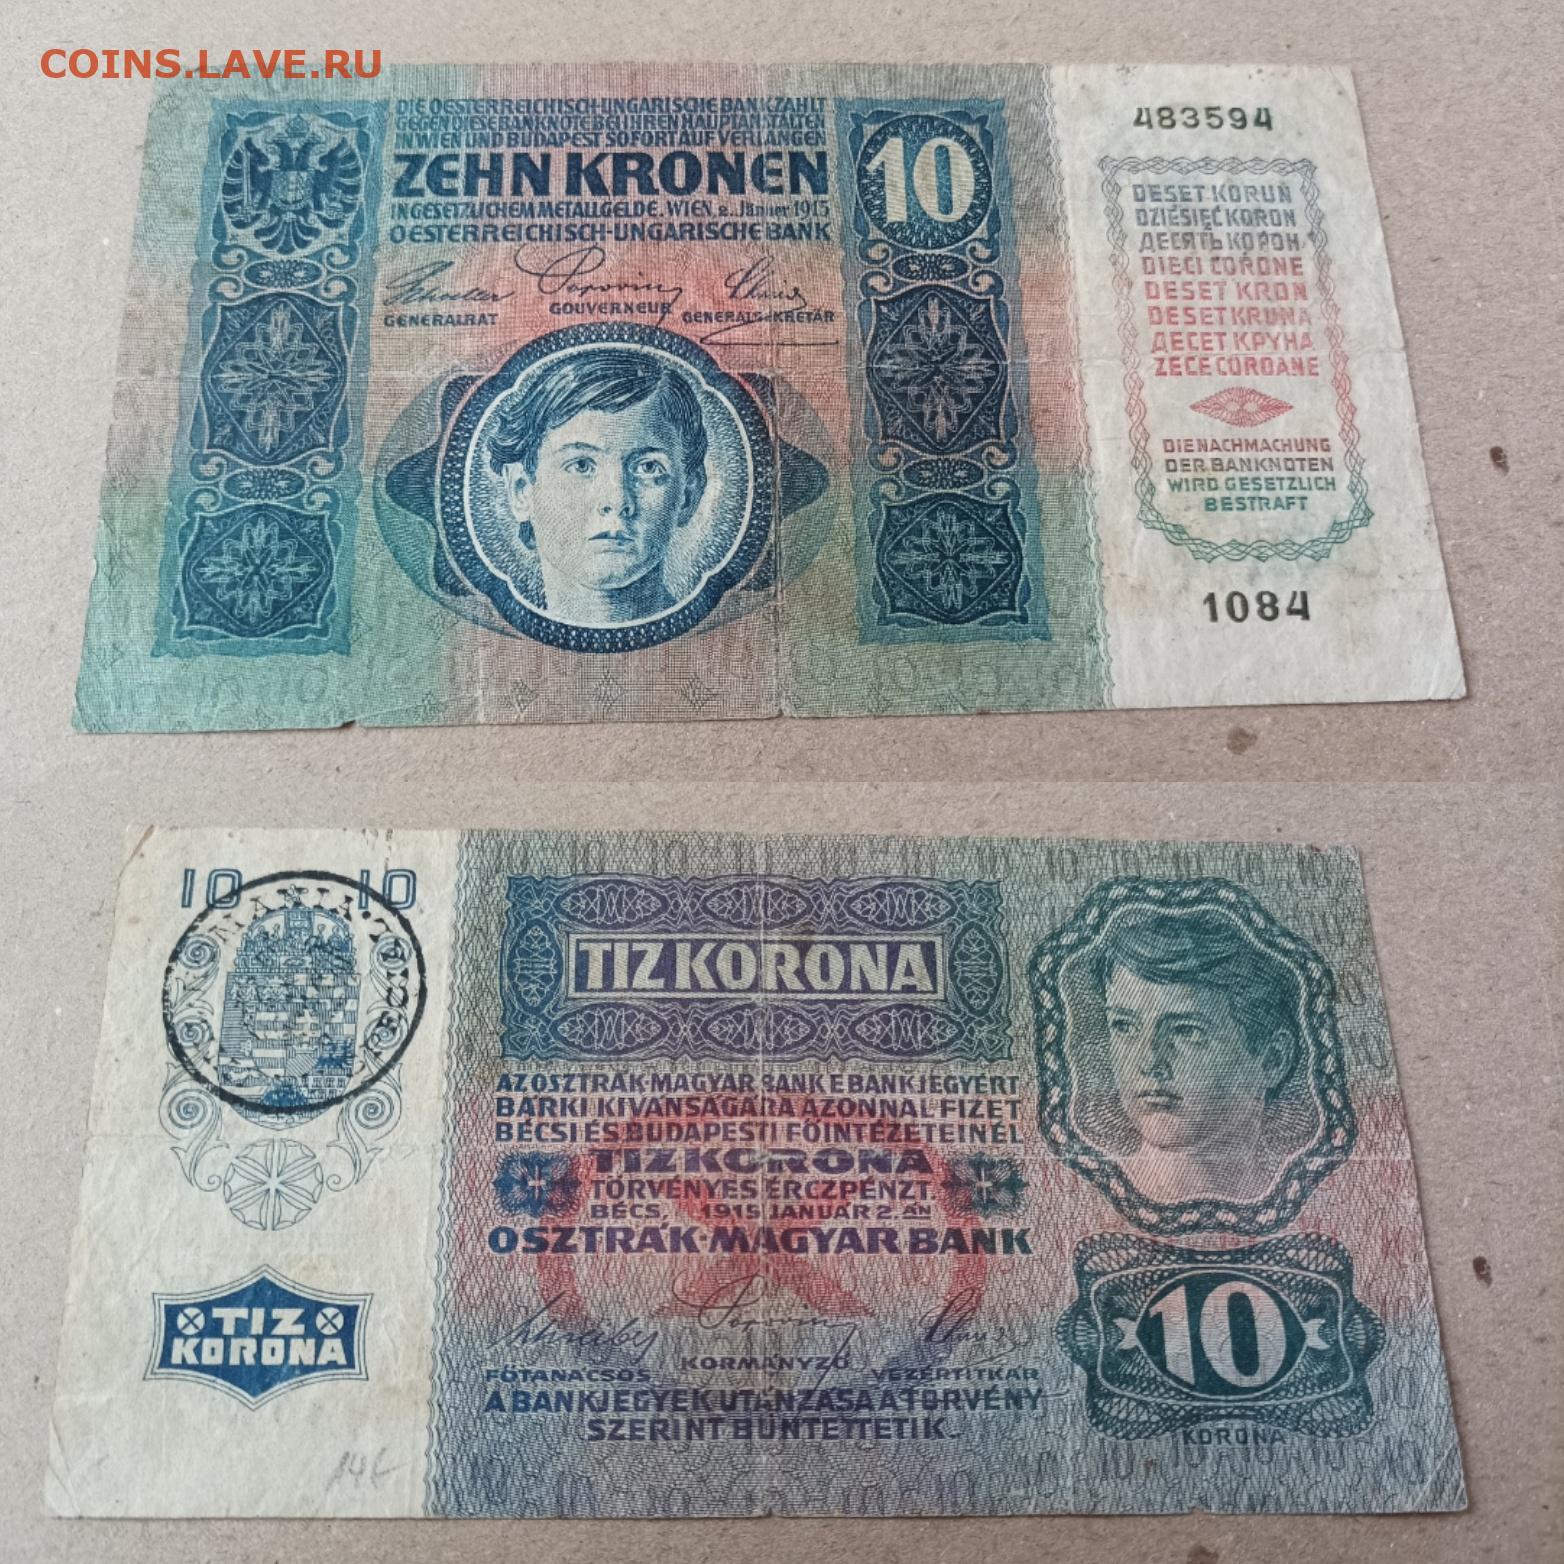 COINS.LAVE.RU
DIE OESTERREICHISCH-UNGARISCHE BANK ZAHLT
GEGEN DIESE BANKNOTE BEI IHREN HAUPTANSTALTEN
IN WIEN UND BUDAPEST SOFORT AUF VERLANGEN
ZEHN KRONEN
IN GESETZLICHEM METALLGELDE. WIEN, 2. Jänner 1915
OESTERREICHISCH-UNGARISCHE BANK
GENERALRAT
GOUVERNEUR
GENERALSEKRETÄR
10
483594
DESET KORUN
DZIESIĘĆ KORON
ДЕСЯТЬ КОРОН
DIECI CORONE
DESET KRON
DESET KRUNA
ДЕСЕТ КРУНА
ZECE COROANE
DIE NACHMACHUNG
DER BANKNOTEN
WIRD GESETZLICH
BESTRAFT
1084
10 10
TIZ
KORONA
14€
TIZ KORONA
AZ OSZTRÁK-MAGYAR BANK E BANKJEGYÉRT
BÁRKI KÍVÁNSÁGÁRA AZONNAL FIZET
BÉCSI ÉS BUDAPESTI FŐINTÉZETEINÉL
TIZ KORONA
TÖRVÉNYES ÉRCZPÉNZT.
BÉCS, 1915 JANUÁR 2.-ÁN
OSZTRÁK-MAGYAR BANK
FŐTANÁCSOS
KORMÁNYZÓ
VEZÉRTITKÁR
A BANKJEGYEK UTÁNZÁSA A TÖRVÉNY
SZERINT BÜNTETTETIK.
10
KORONA